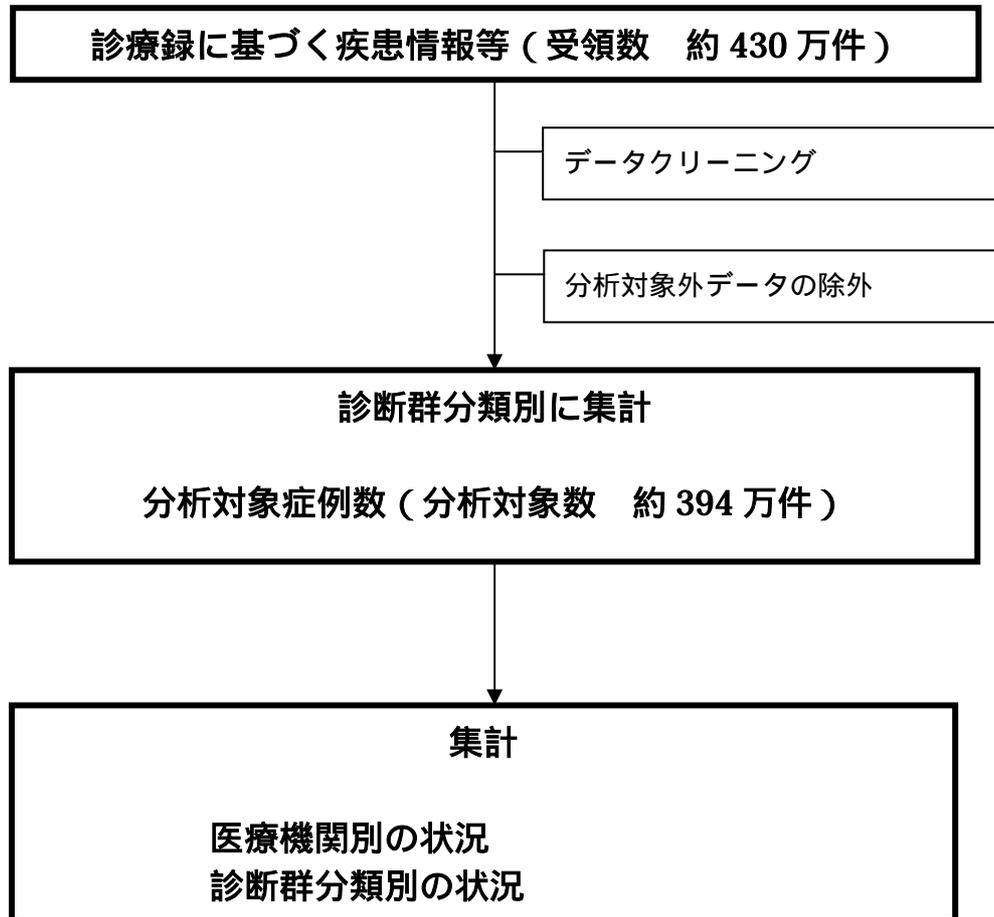 診療録に基づく疾患情報等（受領数　約 430 万件）
データクリーニング
分析対象外データの除外
診断群分類別に集計
分析対象症例数（分析対象数　約 394 万件）
集計
医療機関別の状況
診断群分類別の状況